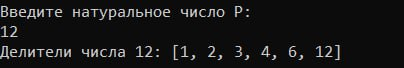 Введите натуральное число P:
12
Делители числа 12: [1, 2, 3, 4, 6, 12]